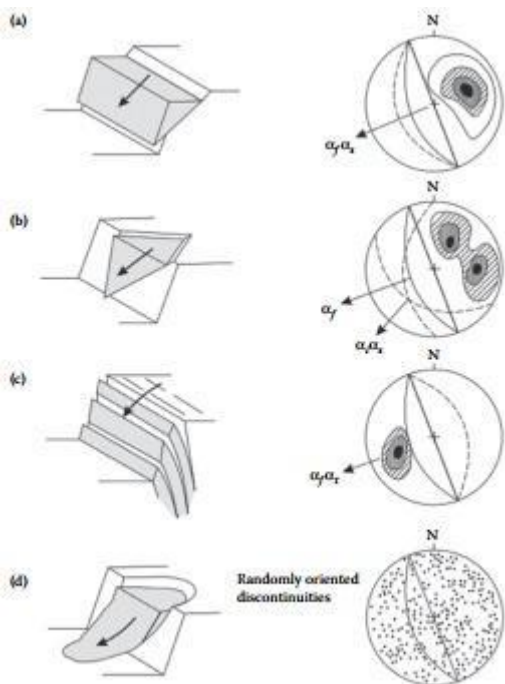 (a)
N
α_f α_s
(b)
N
α_f
α_i α_s
(c)
N
α_f α_t
(d)
Randomly oriented
discontinuities
N